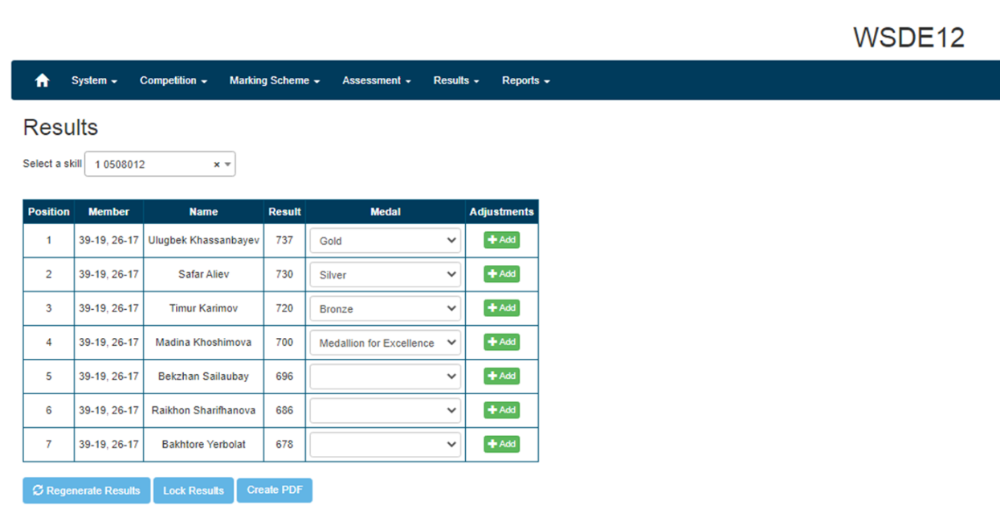 WSDE12
System Competition Marking Scheme Assessment Results Reports
Results
Select a skill 1 0508012 ×
Position Member Name Result Medal Adjustments
1 39-19, 26-17 Ulugbek Khassanbayev 737 Gold + Add
2 39-19, 26-17 Safar Aliev 730 Silver + Add
3 39-19, 26-17 Timur Karimov 720 Bronze + Add
4 39-19, 26-17 Madina Khoshimova 700 Medallion for Excellence + Add
5 39-19, 26-17 Bekzhan Sailaubay 696 + Add
6 39-19, 26-17 Raikhon Sharifhanova 686 + Add
7 39-19, 26-17 Bakhtore Yerbolat 678 + Add
Regenerate Results Lock Results Create PDF